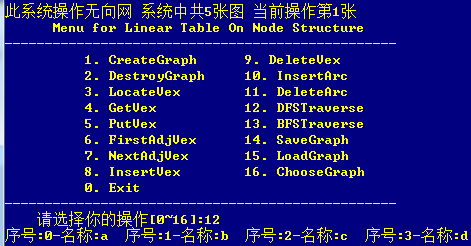 此系统操作无向网 系统中共5张图 当前操作第1张
Menu for Linear Table On Node Structure
-------------------------------------------------
1. CreateGraph 9. DeleteVex
2. DestroyGraph 10. InsertArc
3. LocateVex 11. DeleteArc
4. GetVex 12. DFSTraverse
5. PutVex 13. BFSTraverse
6. FirstAdjVex 14. SaveGraph
7. NextAdjVex 15. LoadGraph
8. InsertVex 16. ChooseGraph
0. Exit
-------------------------------------------------
请选择你的操作[0~16]:12
序号:0-名称:a 序号:1-名称:b 序号:2-名称:c 序号:3-名称:d